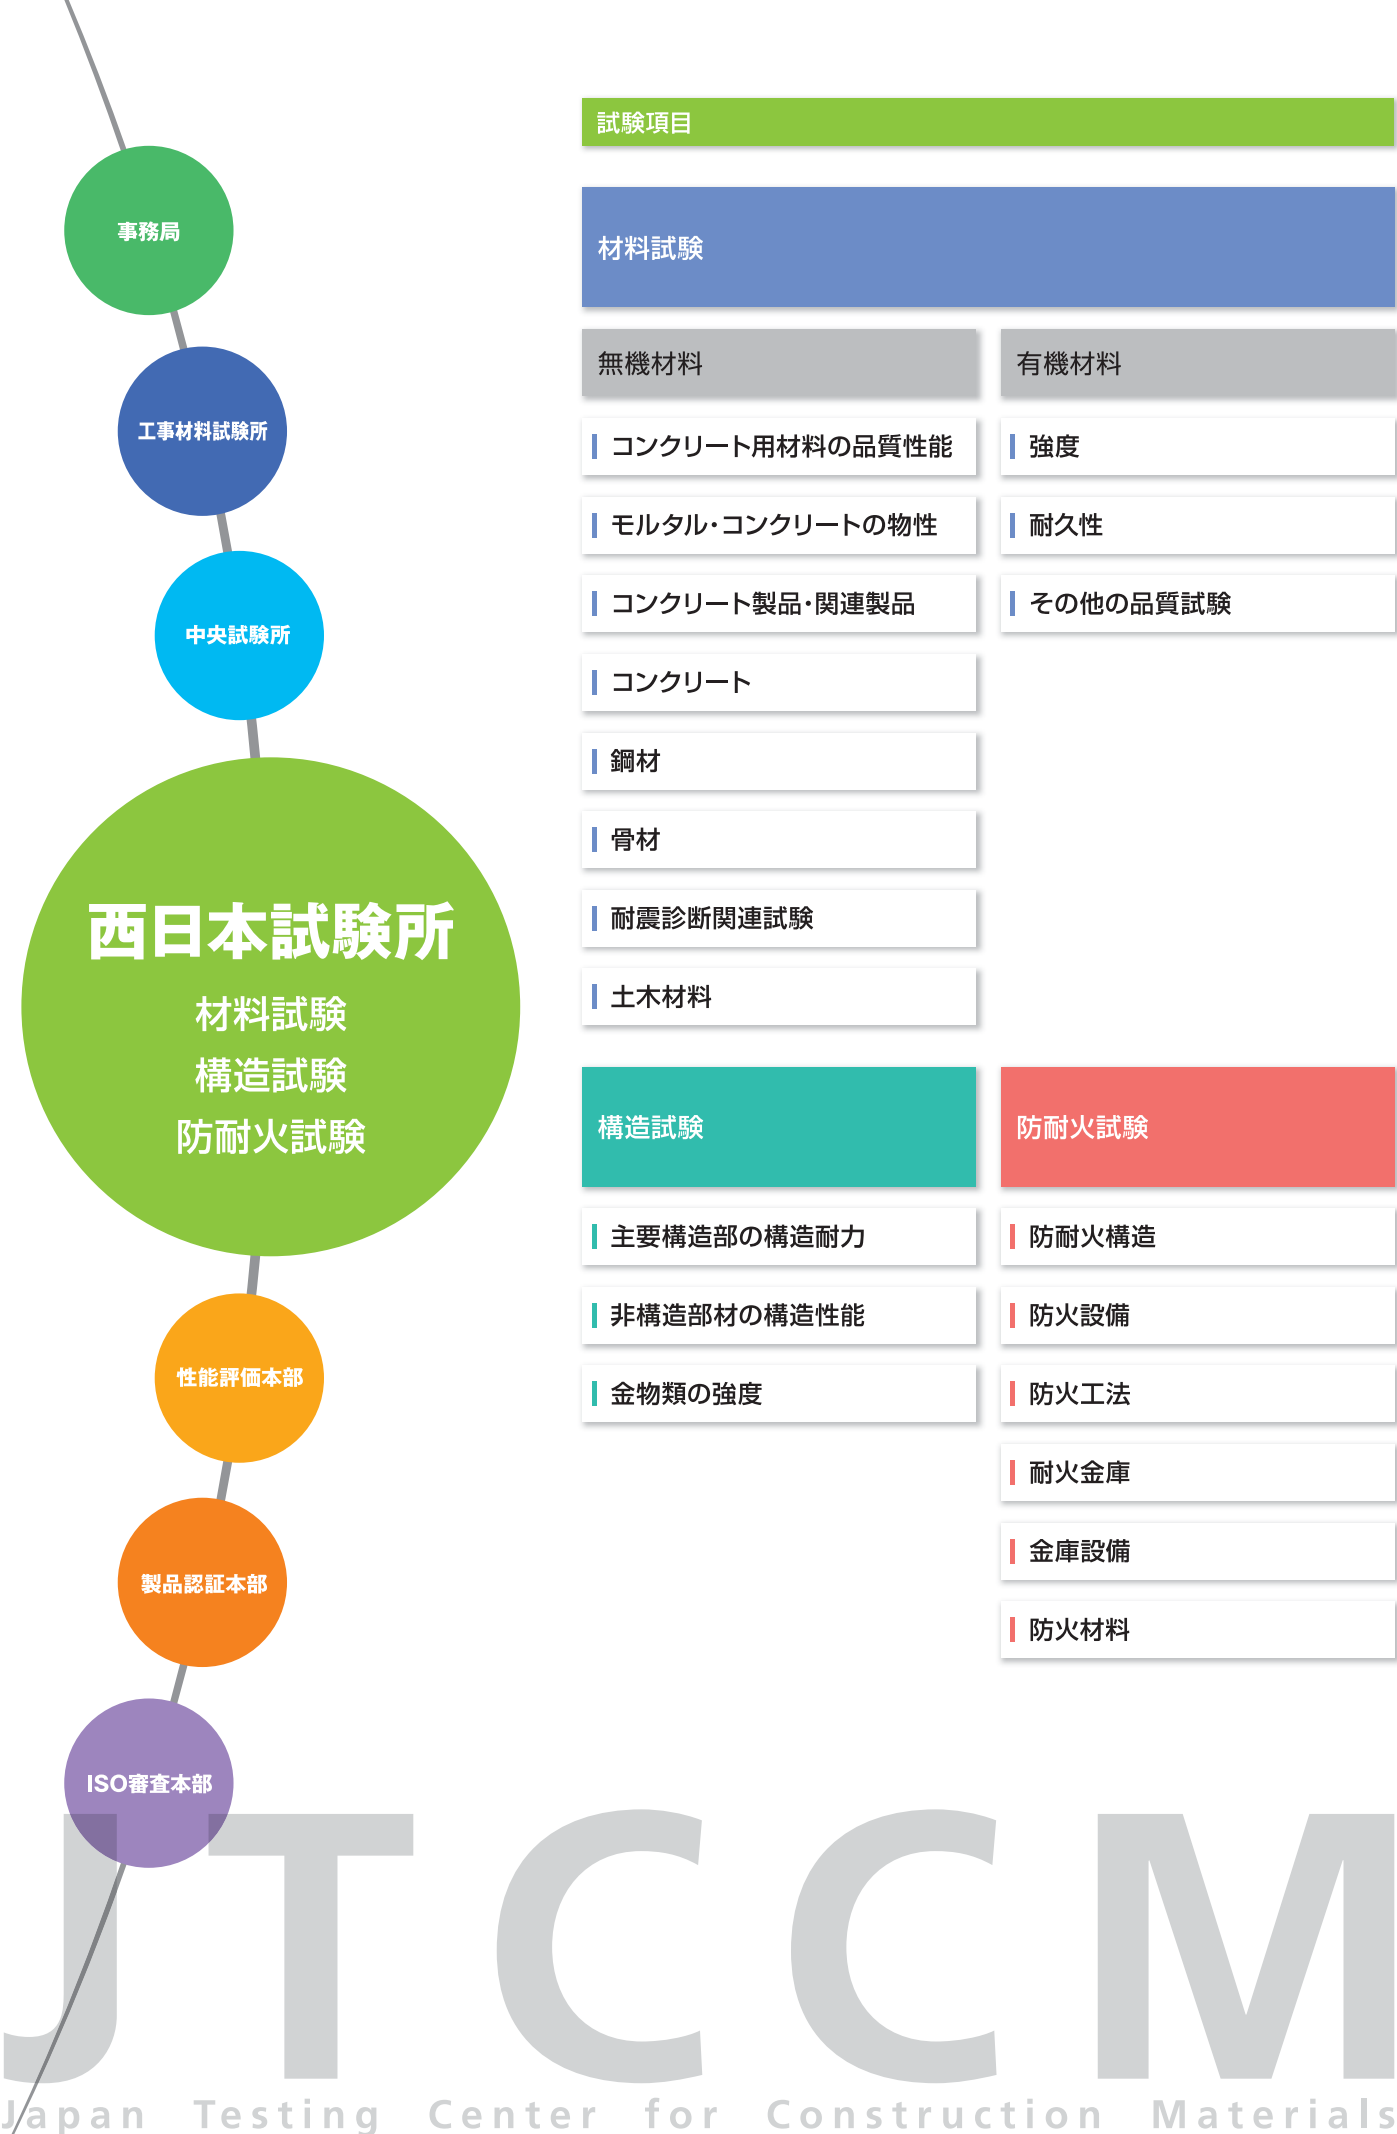 事務局
工事材料試験所
中央試験所
西日本試験所
材料試験
構造試験
防耐火試験
性能評価本部
製品認証本部
ISO審査本部
試験項目
材料試験
無機材料
コンクリート用材料の品質性能
モルタル・コンクリートの物性
コンクリート製品・関連製品
コンクリート
鋼材
骨材
耐震診断関連試験
土木材料
有機材料
強度
耐久性
その他の品質試験
構造試験
主要構造部の構造耐力
非構造部材の構造性能
金物類の強度
防耐火試験
防耐火構造
防火設備
防火工法
耐火金庫
金庫設備
防火材料
JTCCM
Japan Testing Center for Construction Materials